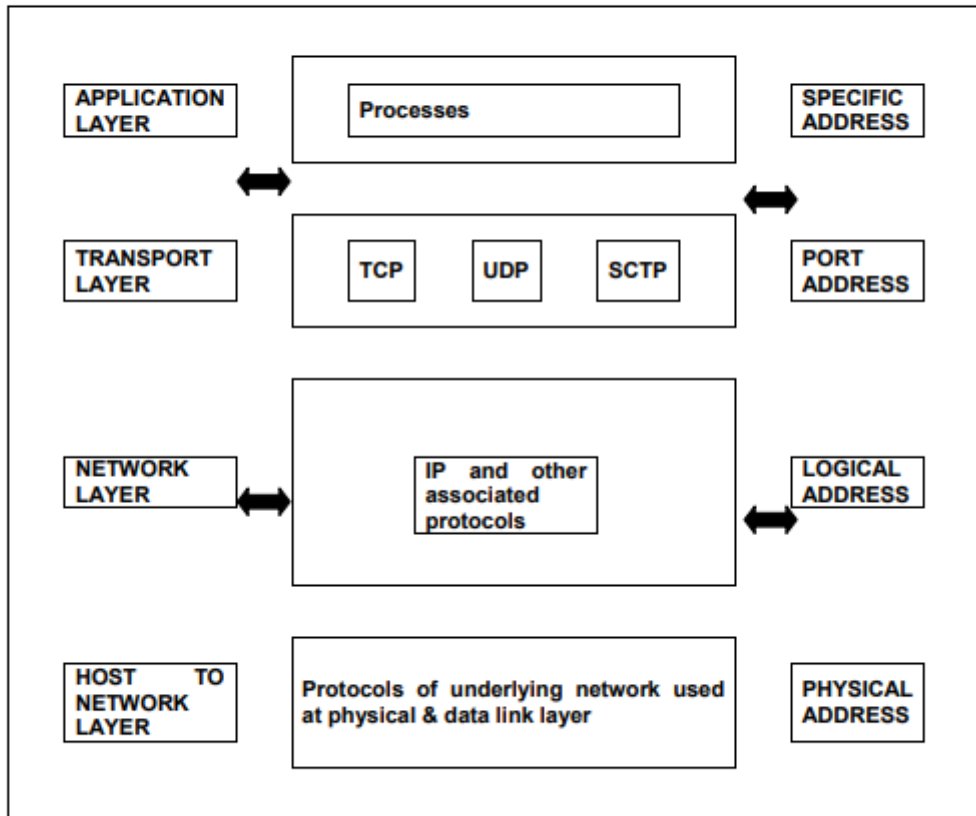 APPLICATION
LAYER
Processes
SPECIFIC
ADDRESS
TRANSPORT
LAYER
TCP
UDP
SCTP
PORT
ADDRESS
NETWORK
LAYER
IP and other
associated
protocols
LOGICAL
ADDRESS
HOST TO
NETWORK
LAYER
Protocols of underlying network used
at physical & data link layer
PHYSICAL
ADDRESS